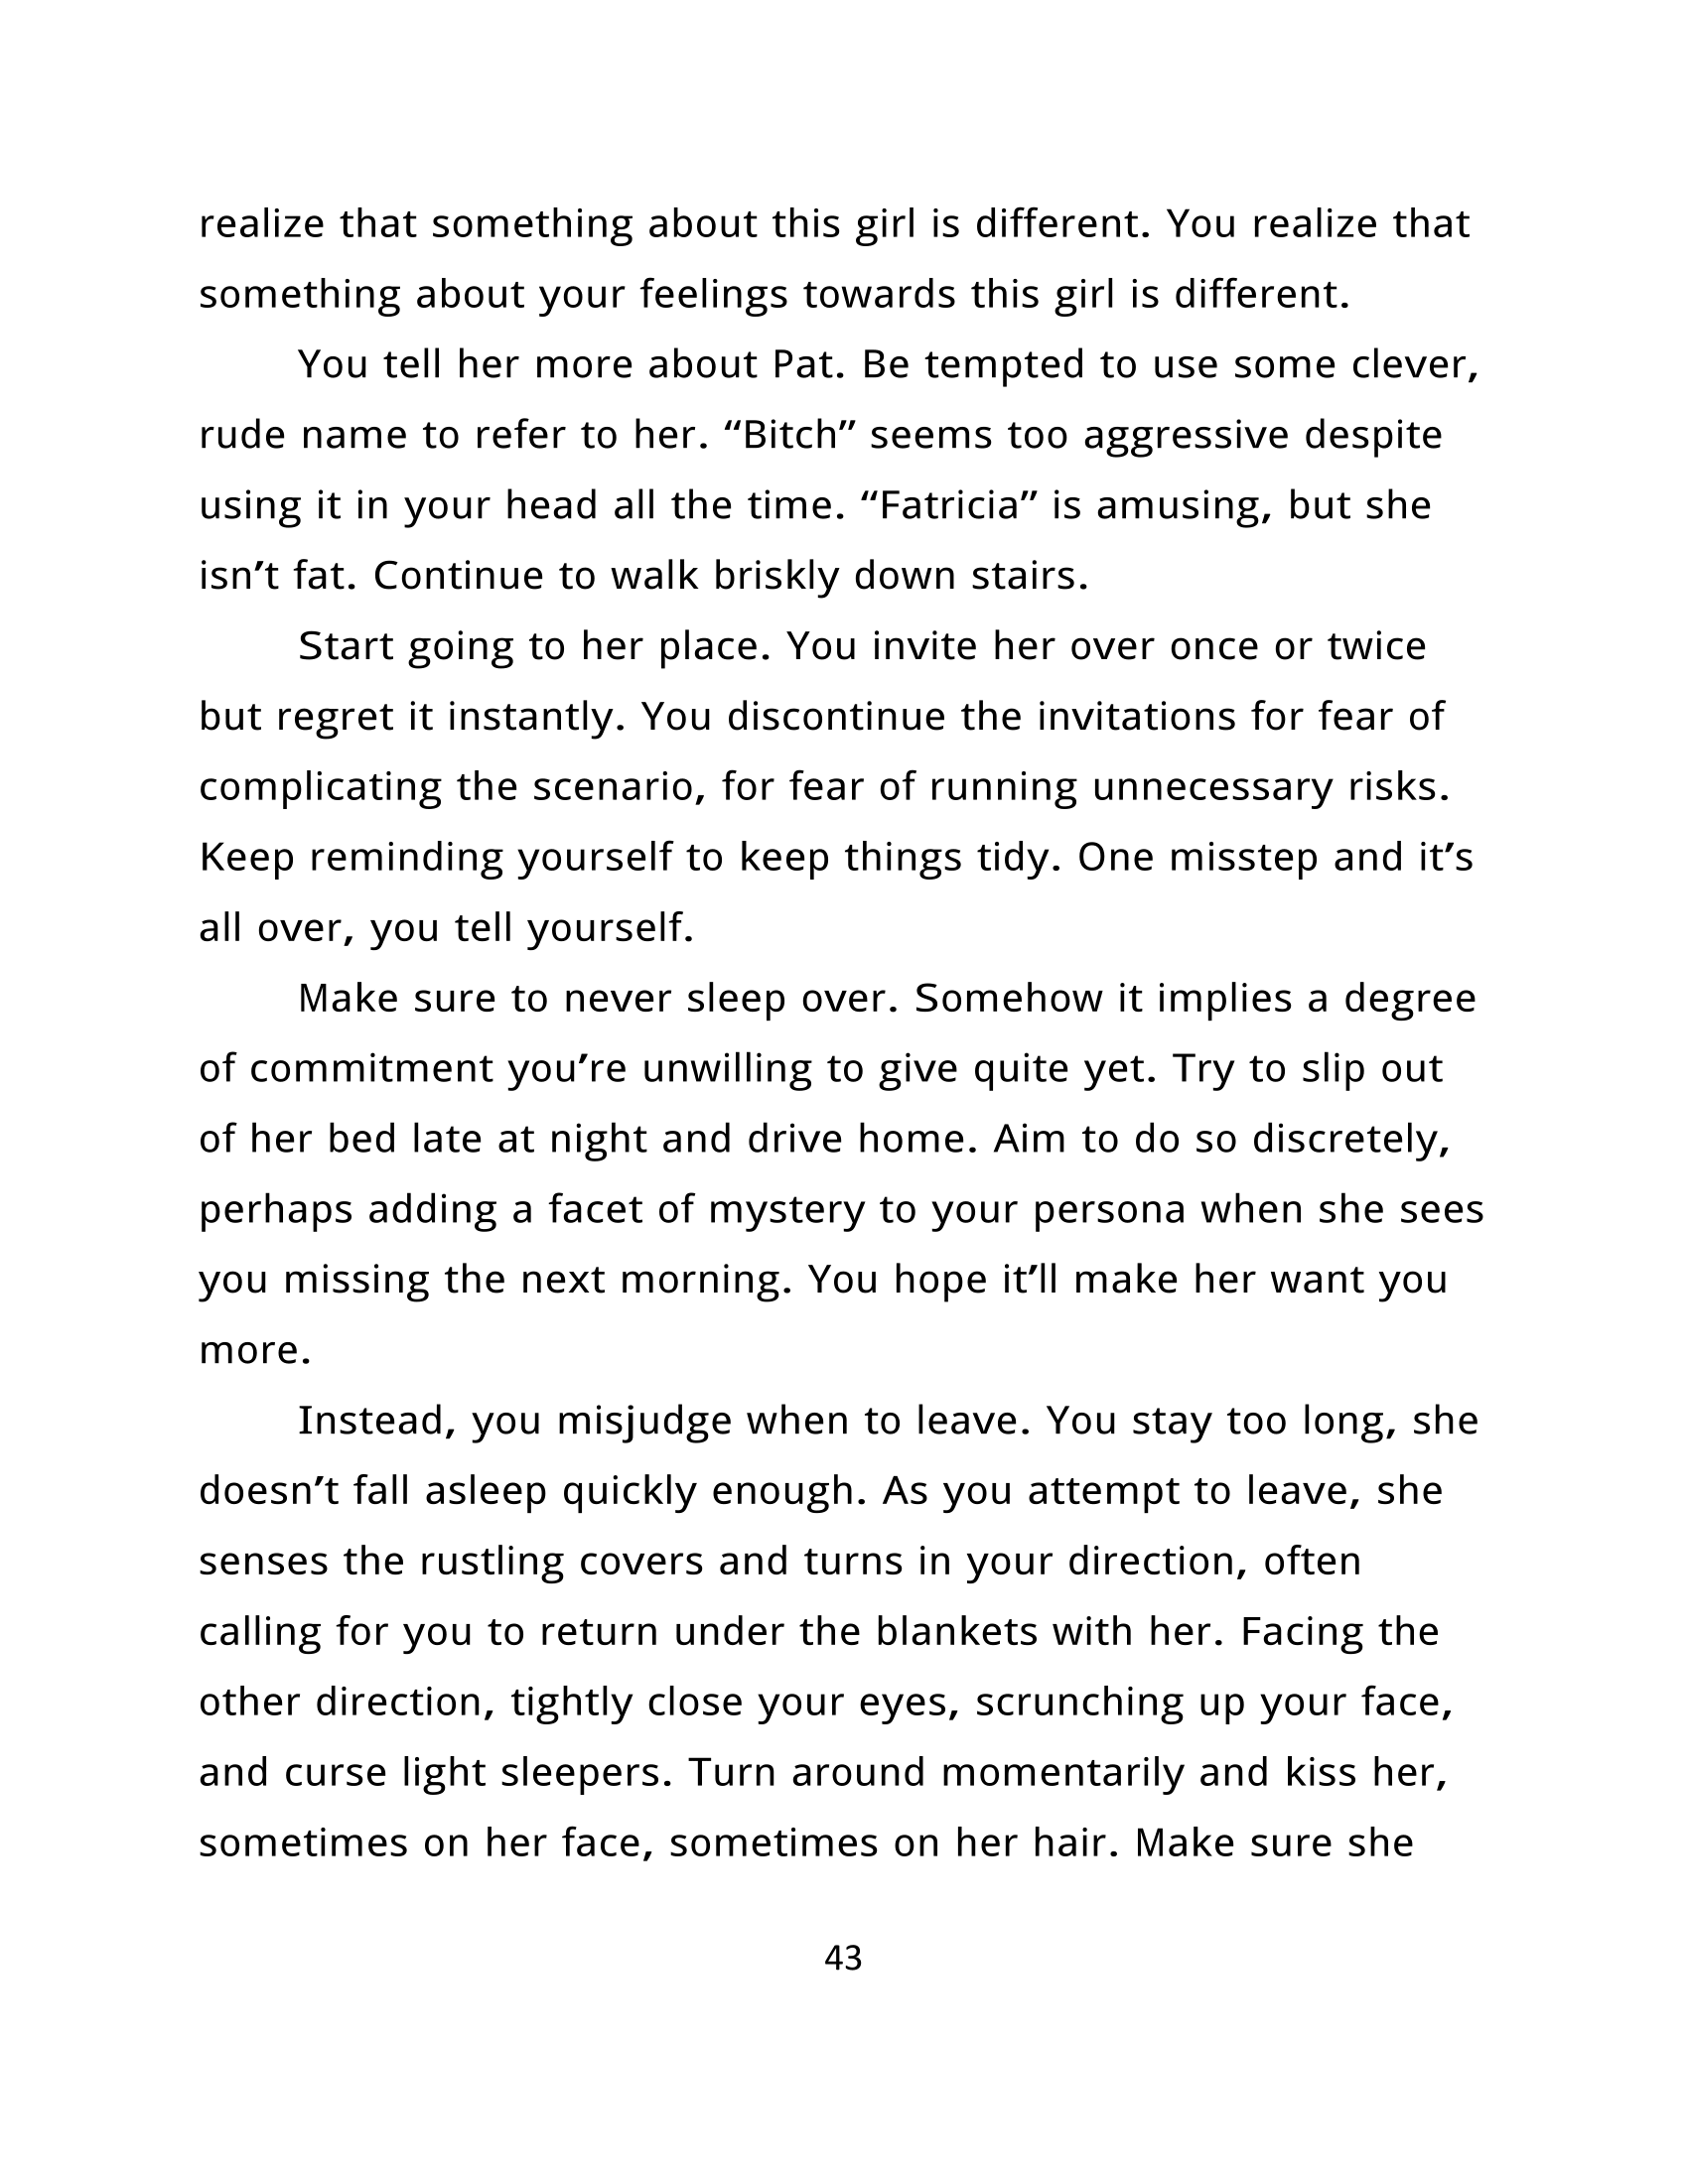 realize that something about this girl is different. You realize that
something about your feelings towards this girl is different.
You tell her more about Pat. Be tempted to use some clever,
rude name to refer to her. “Bitch” seems too aggressive despite
using it in your head all the time. “Fatricia” is amusing, but she
isn’t fat. Continue to walk briskly down stairs.
Start going to her place. You invite her over once or twice
but regret it instantly. You discontinue the invitations for fear of
complicating the scenario, for fear of running unnecessary risks.
Keep reminding yourself to keep things tidy. One misstep and it’s
all over, you tell yourself.
Make sure to never sleep over. Somehow it implies a degree
of commitment you’re unwilling to give quite yet. Try to slip out
of her bed late at night and drive home. Aim to do so discretely,
perhaps adding a facet of mystery to your persona when she sees
you missing the next morning. You hope it’ll make her want you
more.
Instead, you misjudge when to leave. You stay too long, she
doesn’t fall asleep quickly enough. As you attempt to leave, she
senses the rustling covers and turns in your direction, often
calling for you to return under the blankets with her. Facing the
other direction, tightly close your eyes, scrunching up your face,
and curse light sleepers. Turn around momentarily and kiss her,
sometimes on her face, sometimes on her hair. Make sure she
43